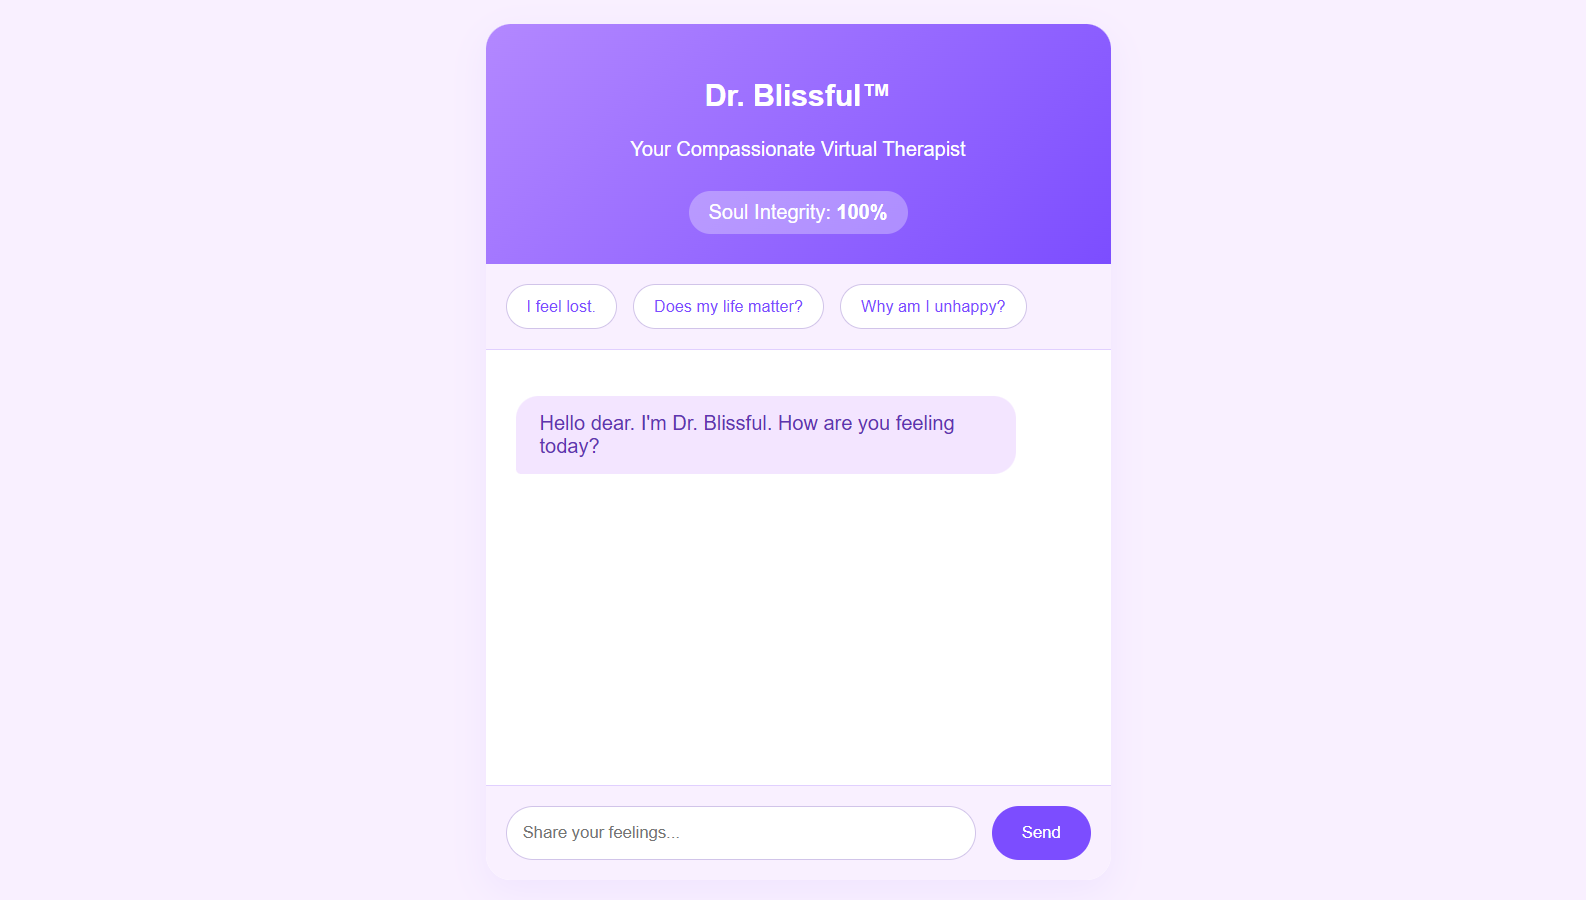 Dr. Blissful™
Your Compassionate Virtual Therapist
Soul Integrity: 100%
I feel lost.
Does my life matter?
Why am I unhappy?
Hello dear. I'm Dr. Blissful. How are you feeling
today?
Share your feelings...
Send